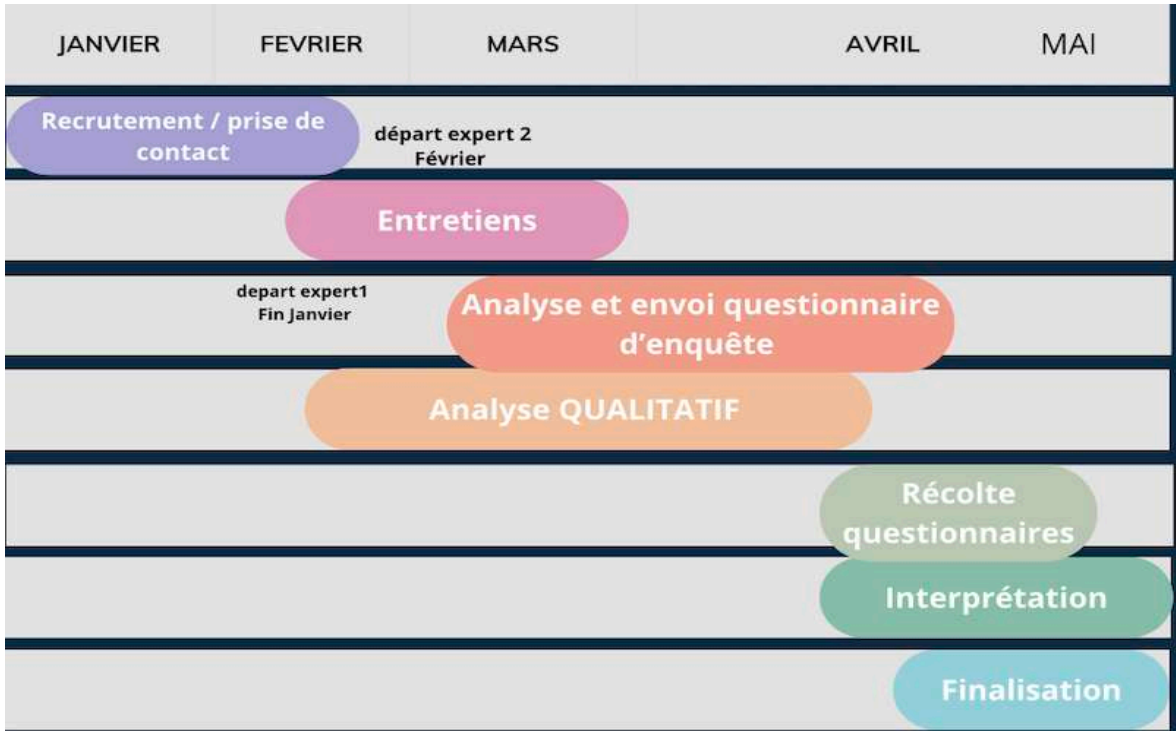 JANVIER FEVRIER MARS AVRIL MAI
Recrutement / prise de
contact
départ expert 2
Février
Entretiens
depart expert1
Fin Janvier
Analyse et envoi questionnaire
d’enquête
Analyse QUALITATIF
Récolte
questionnaires
Interprétation
Finalisation